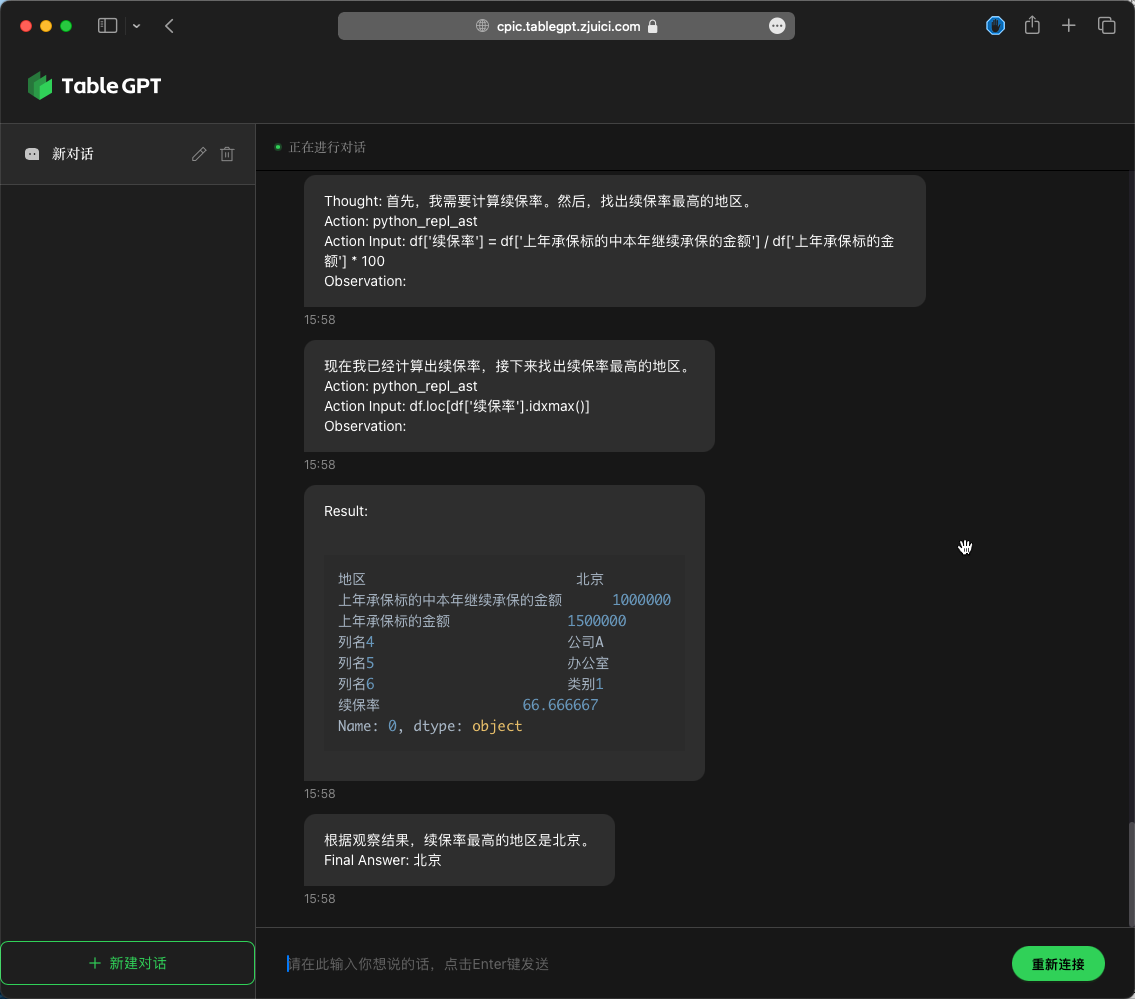 cpic.tablegpt.zjuici.com
TableGPT
新对话
正在进行对话
Thought: 首先，我需要计算续保率。然后，找出续保率最高的地区。
Action: python_repl_ast
Action Input: df['续保率'] = df['上年承保标的中本年继续承保的金额'] / df['上年承保标的金
额'] * 100
Observation:
15:58
现在我已经计算出续保率，接下来找出续保率最高的地区。
Action: python_repl_ast
Action Input: df.loc[df['续保率'].idxmax()]
Observation:
15:58
Result:
地区 北京
上年承保标的中本年继续承保的金额 1000000
上年承保标的金额 1500000
列名4 公司A
列名5 办公室
列名6 类别1
续保率 66.666667
Name: 0, dtype: object
15:58
根据观察结果，续保率最高的地区是北京。
Final Answer: 北京
15:58
+ 新建对话
请在此输入你想说的话，点击Enter键发送
重新连接